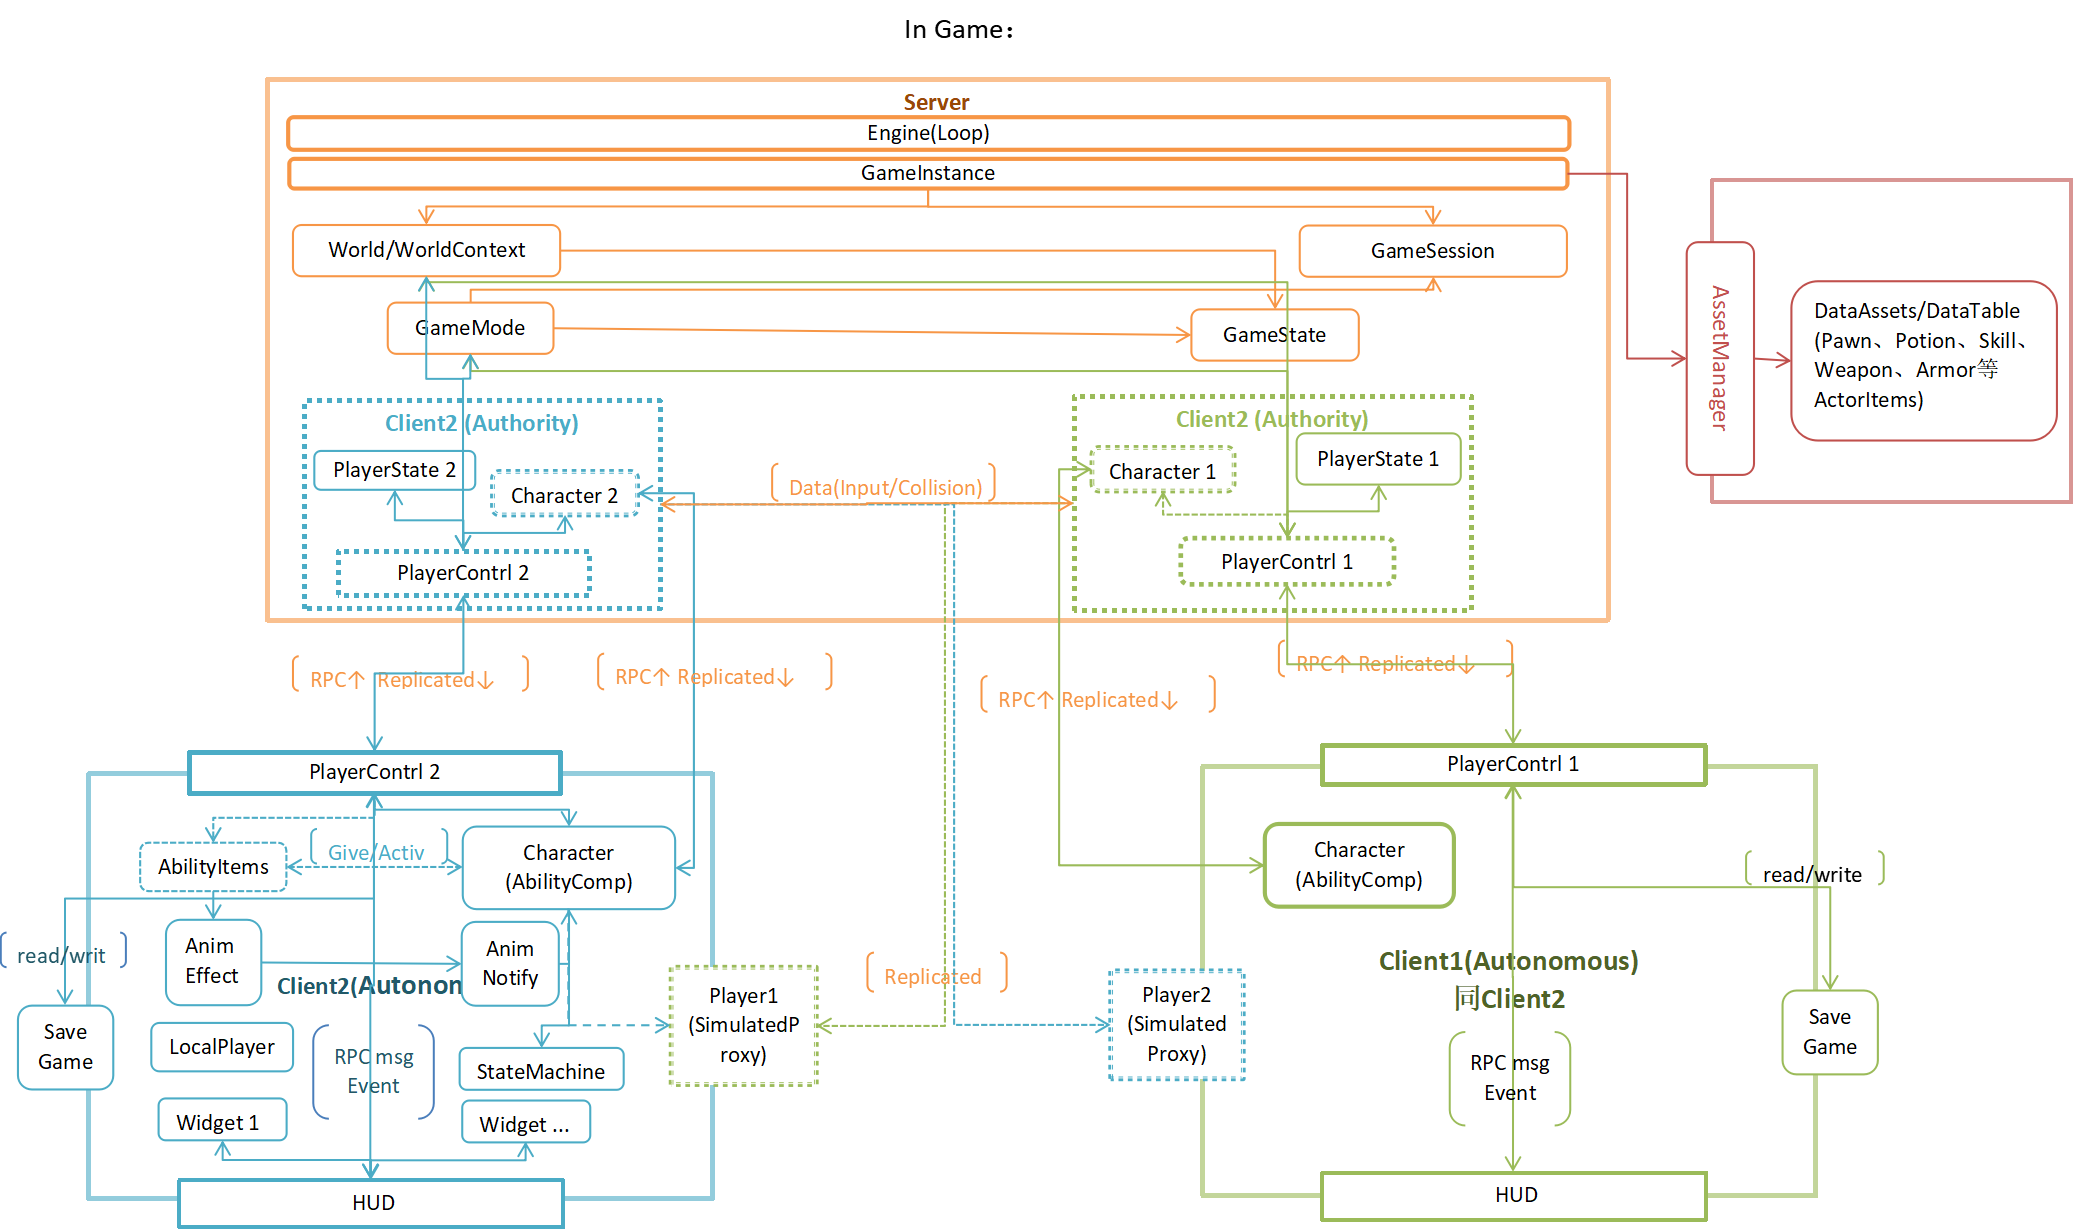 In Game：
Server
Engine(Loop)
GameInstance
World/WorldContext
GameSession
GameMode
GameState
AssetManager
DataAssets/DataTable
(Pawn、Potion、Skill、
Weapon、Armor等
ActorItems)
Client2 (Authority)
PlayerState 2
Character 2
PlayerContrl 2
Data(Input/Collision)
Client2 (Authority)
Character 1
PlayerState 1
PlayerContrl 1
RPC↑ Replicated↓
RPC↑ Replicated↓
RPC↑ Replicated↓
RPC↑ Replicated↓
PlayerContrl 2
AbilityItems
Give/Activ
Character
(AbilityComp)
read/writ
Anim
Effect
Anim
Notify
Client2(Autonon
Save
Game
LocalPlayer
RPC msg
Event
StateMachine
Widget 1
Widget ...
HUD
Player1
(SimulatedP
roxy)
Replicated
Player2
(Simulated
Proxy)
PlayerContrl 1
Character
(AbilityComp)
read/write
Client1(Autonomous)
同Client2
Save
Game
RPC msg
Event
HUD